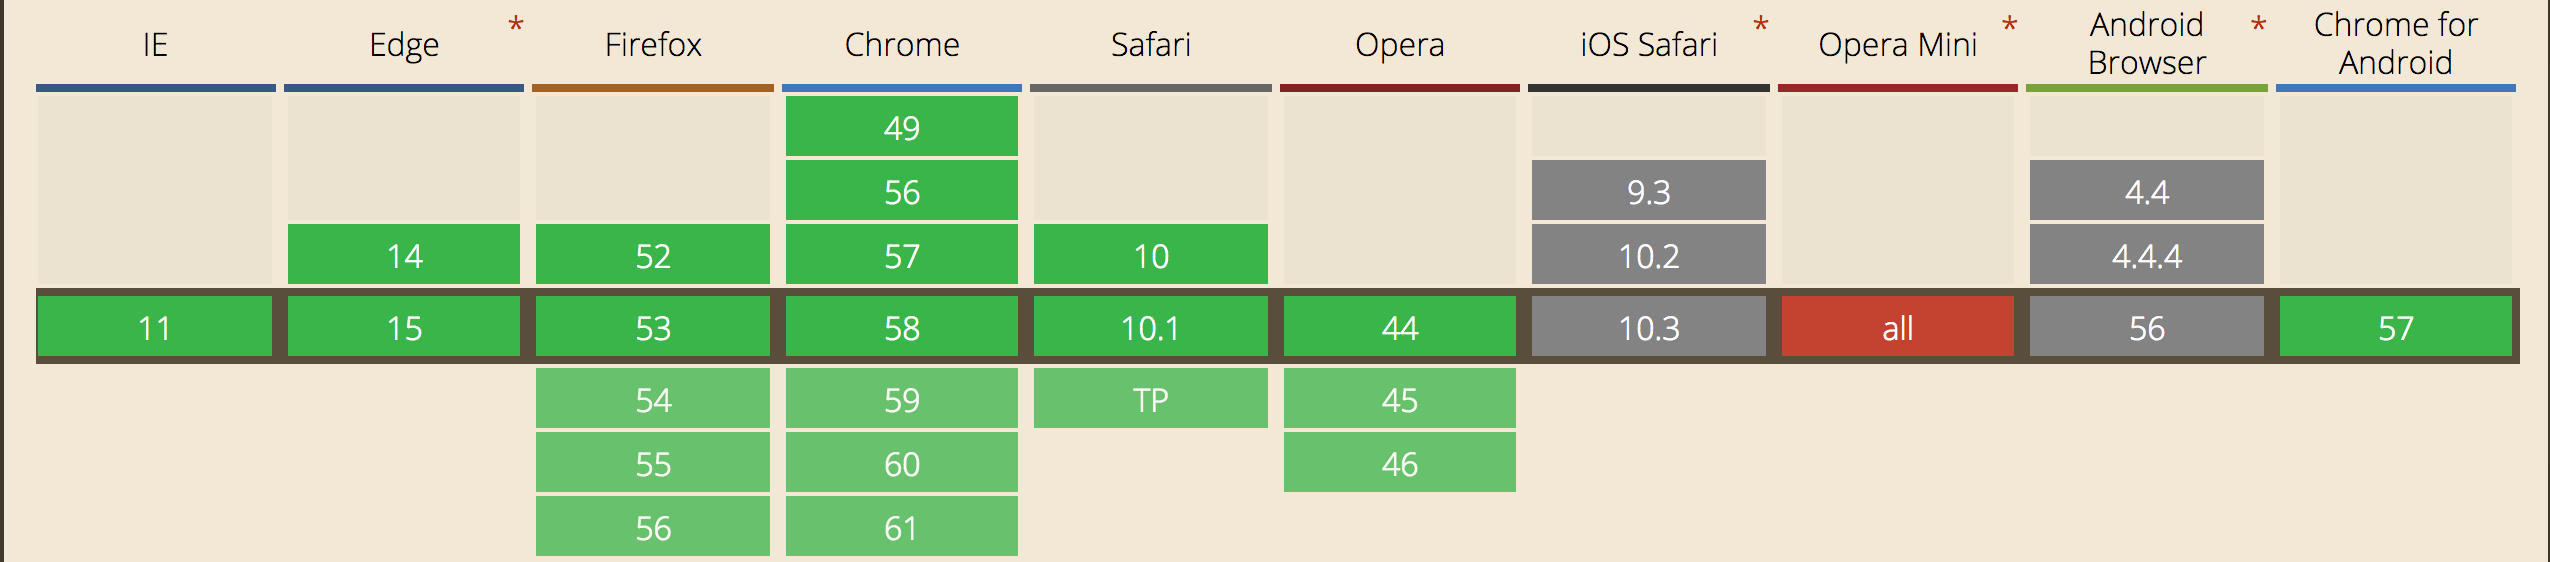 IE Edge * Firefox Chrome Safari Opera iOS Safari * Opera Mini * Android Browser * Chrome for Android
49
56 9.3 4.4
14 52 57 10 10.2 4.4.4
11 15 53 58 10.1 44 10.3 all 56 57
54 59 TP 45
55 60 46
56 61